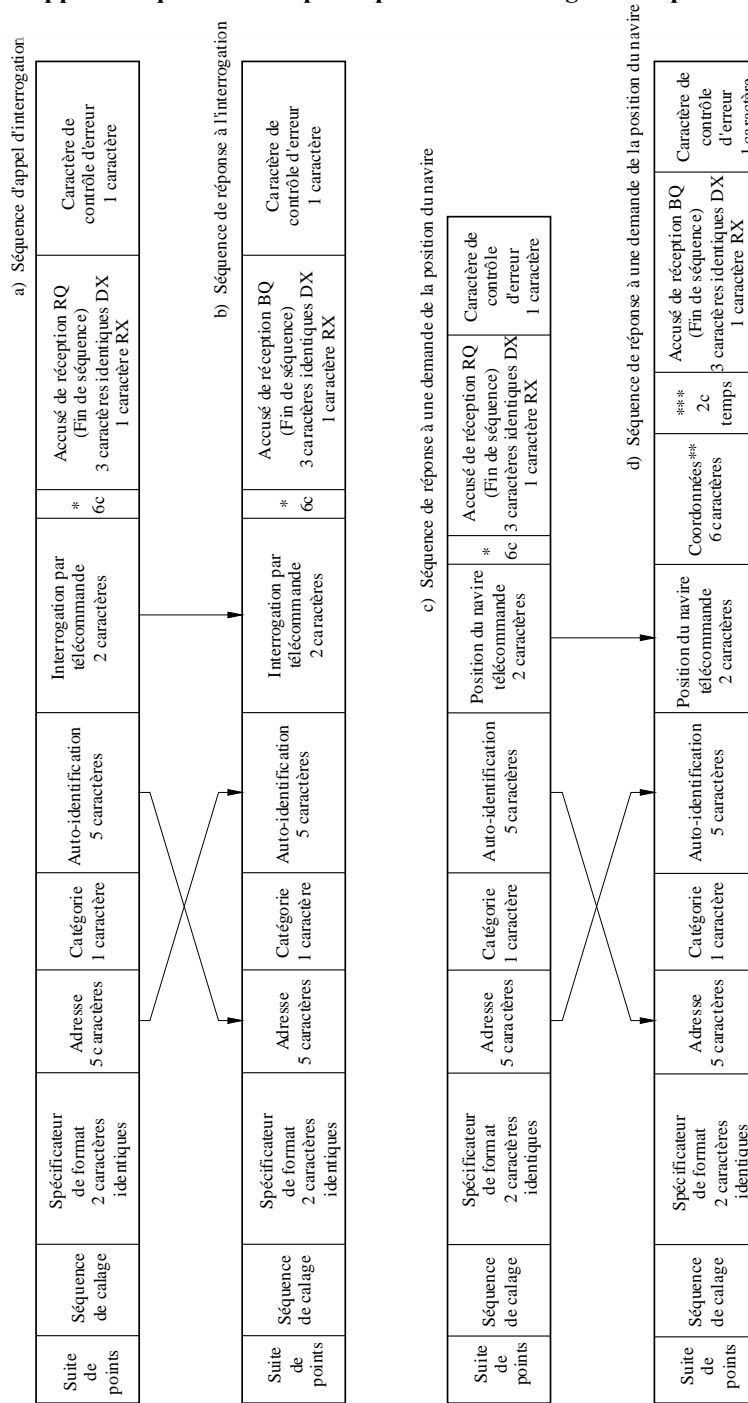 a) Séquence d'appel d'interrogation
Suite
de
points
Séquence
de calage
Spécificateur
de format
2 caractères
identiques
Adresse
5 caractères
Catégorie
1 caractère
Auto-identification
5 caractères
Interrogation par
télécommande
2 caractères
*
6c
Accusé de réception RQ
(Fin de séquence)
3 caractères identiques DX
1 caractère RX
Caractère de
contrôle d'erreur
1 caractère
b) Séquence de réponse à l'interrogation
Suite
de
points
Séquence
de calage
Spécificateur
de format
2 caractères
identiques
Adresse
5 caractères
Catégorie
1 caractère
Auto-identification
5 caractères
Interrogation par
télécommande
2 caractères
*
6c
Accusé de réception BQ
(Fin de séquence)
3 caractères identiques DX
1 caractère RX
Caractère de
contrôle d'erreur
1 caractère
c) Séquence de réponse à une demande de la position du navire
Suite
de
points
Séquence
de calage
Spécificateur
de format
2 caractères
identiques
Adresse
5 caractères
Catégorie
1 caractère
Auto-identification
5 caractères
Position du navire
télécommande
2 caractères
*
6c
Accusé de réception RQ
(Fin de séquence)
3 caractères identiques DX
1 caractère RX
Caractère de
contrôle
d'erreur
1 caractère
d) Séquence de réponse à une demande de la position du navire
Suite
de
points
Séquence
de calage
Spécificateur
de format
2 caractères
identiques
Adresse
5 caractères
Catégorie
1 caractère
Auto-identification
5 caractères
Position du navire
télécommande
2 caractères
Coordonnées**
6 caractères
***
2c
temps
Accusé de réception BQ
(Fin de séquence)
3 caractères identiques DX
1 caractère RX
Caractère de
contrôle
d'erreur
1 caractère